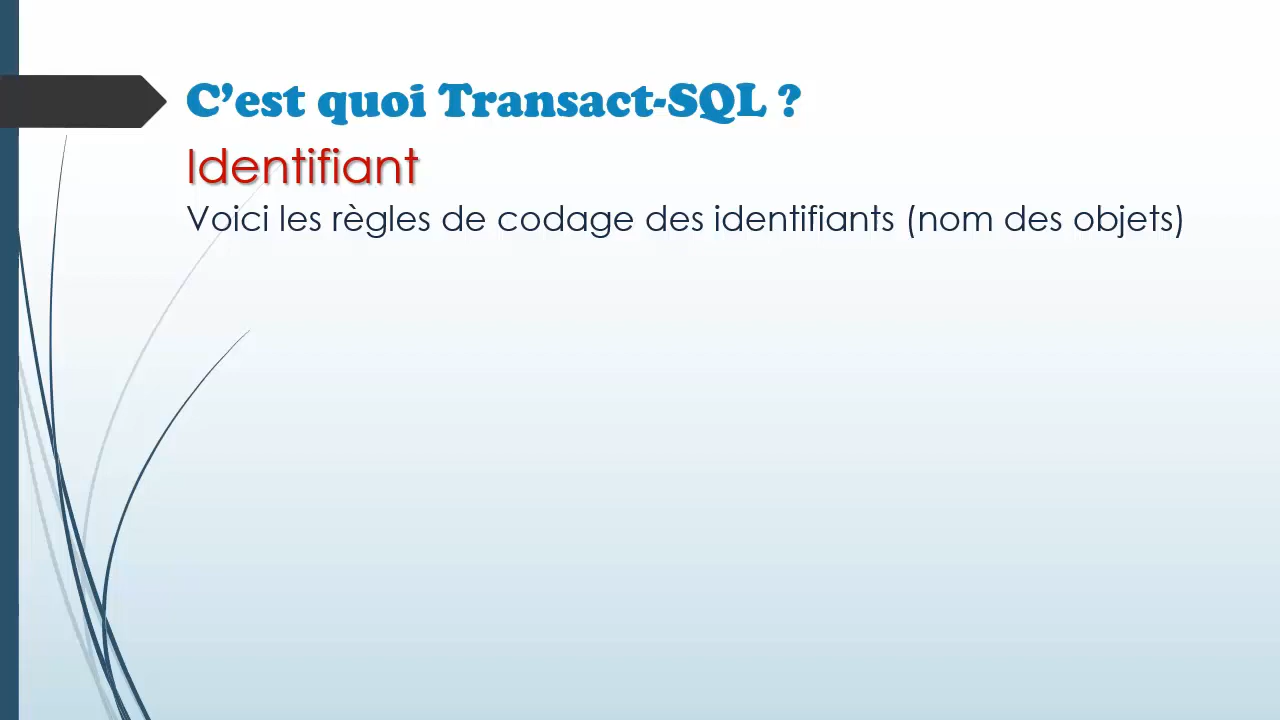 C’est quoi Transact-SQL ?
Identifiant
Voici les règles de codage des identifiants (nom des objets)